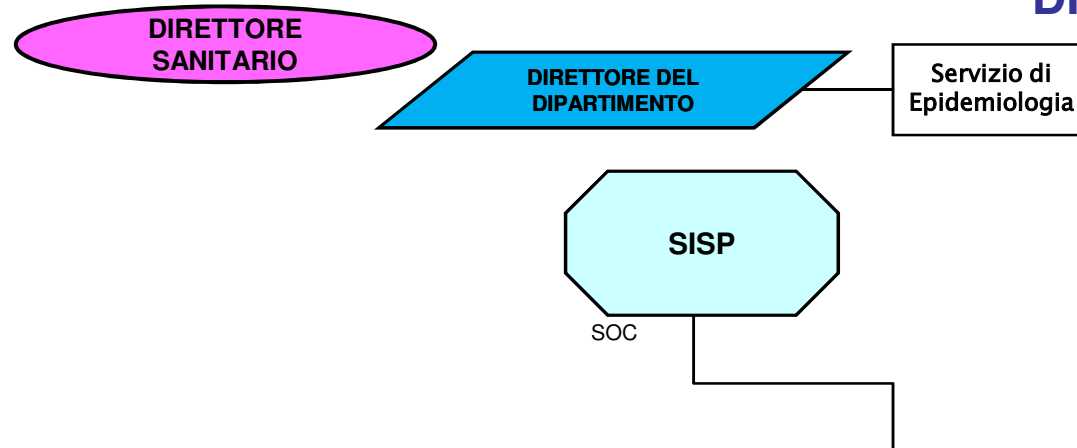 DIRETTORE
SANITARIO
DIRETTORE DEL
DIPARTIMENTO
Servizio di
Epidemiologia
SISP
SOC